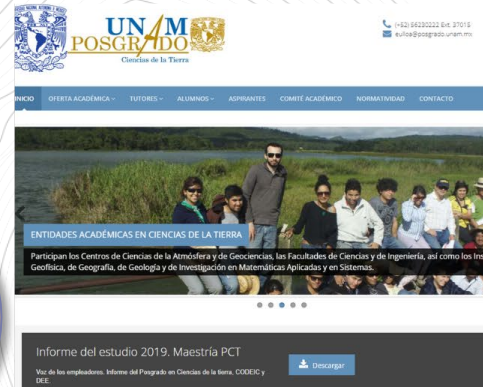 UNAM
POSGRADO
Ciencias de la Tierra
(+52) 56230222 Ext. 37015
eulloa@posgrado.unam.mx
INICIO OFERTA ACADÉMICA TUTORES ALUMNOS ASPIRANTES COMITÉ ACADÉMICO NORMATIVIDAD CONTACTO
ENTIDADES ACADÉMICAS EN CIENCIAS DE LA TIERRA
Participan los Centros de Ciencias de la Atmósfera y de Geociencias, las Facultades de Ciencias y de Ingeniería, así como los Ins
Geofísica, de Geografía, de Geología y de Investigación en Matemáticas Aplicadas y en Sistemas.
Informe del estudio 2019. Maestría PCT
Descargar
Voz de los empleadores. Informe del Posgrado en Ciencias de la tierra, CODEIC y
DEE.